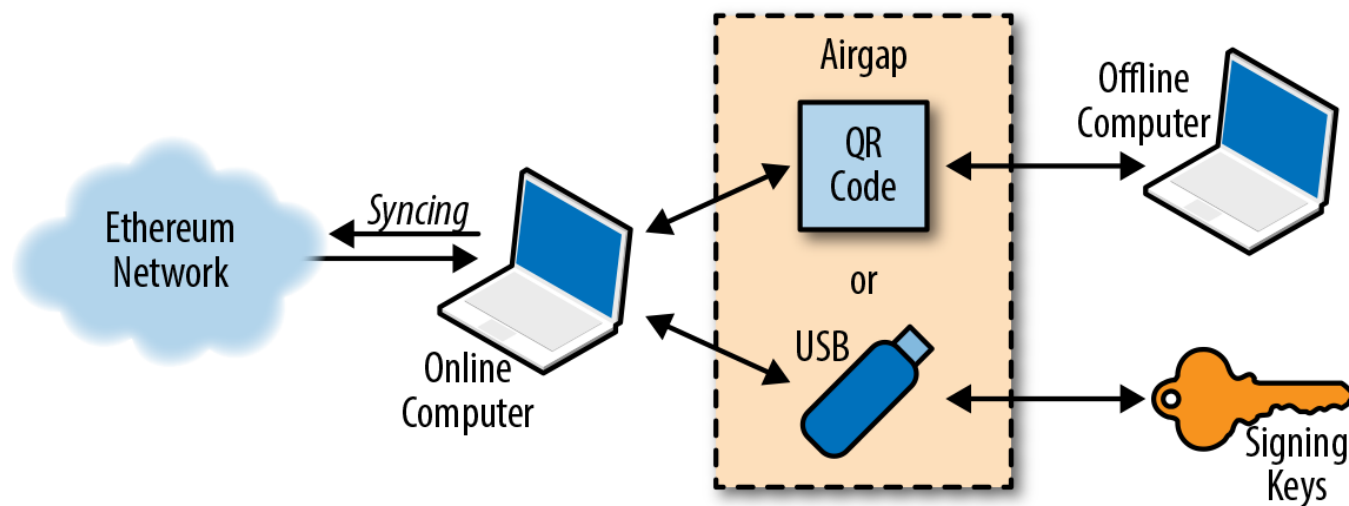 Airgap
Offline
Computer
QR
Code
Syncing
Ethereum
Network
or
USB
Online
Computer
Signing
Keys